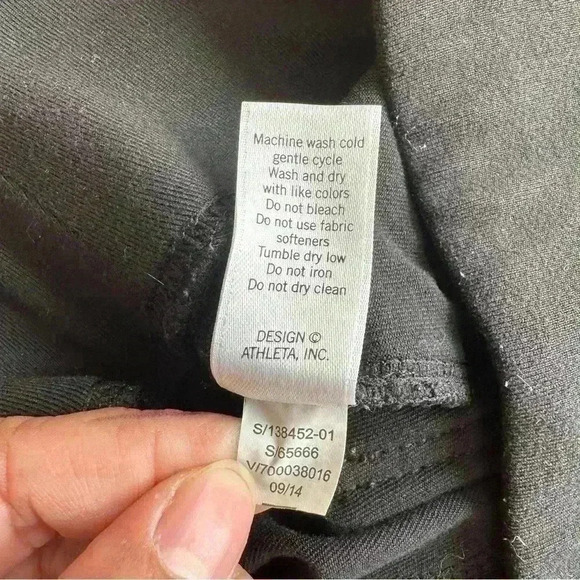 Machine wash cold
gentle cycle
Wash and dry
with like colors
Do not bleach
Do not use fabric
softeners
Tumble dry low
Do not iron
Do not dry clean
DESIGN ©
ATHLETA, INC.
S/138452-01
S/65666
V/700038016
09/14